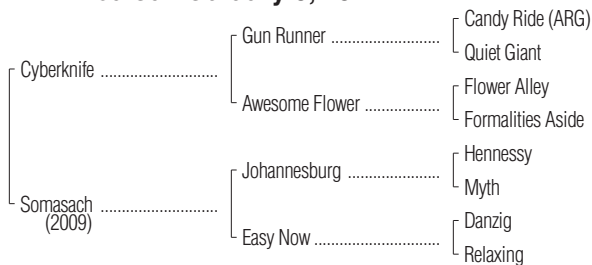 Candy Ride (ARG)
Gun Runner
Quiet Giant
Cyberknife
Flower Alley
Awesome Flower
Formalities Aside
Hennessy
Johannesburg
Myth
Somasach
(2009)
Danzig
Easy Now
Relaxing